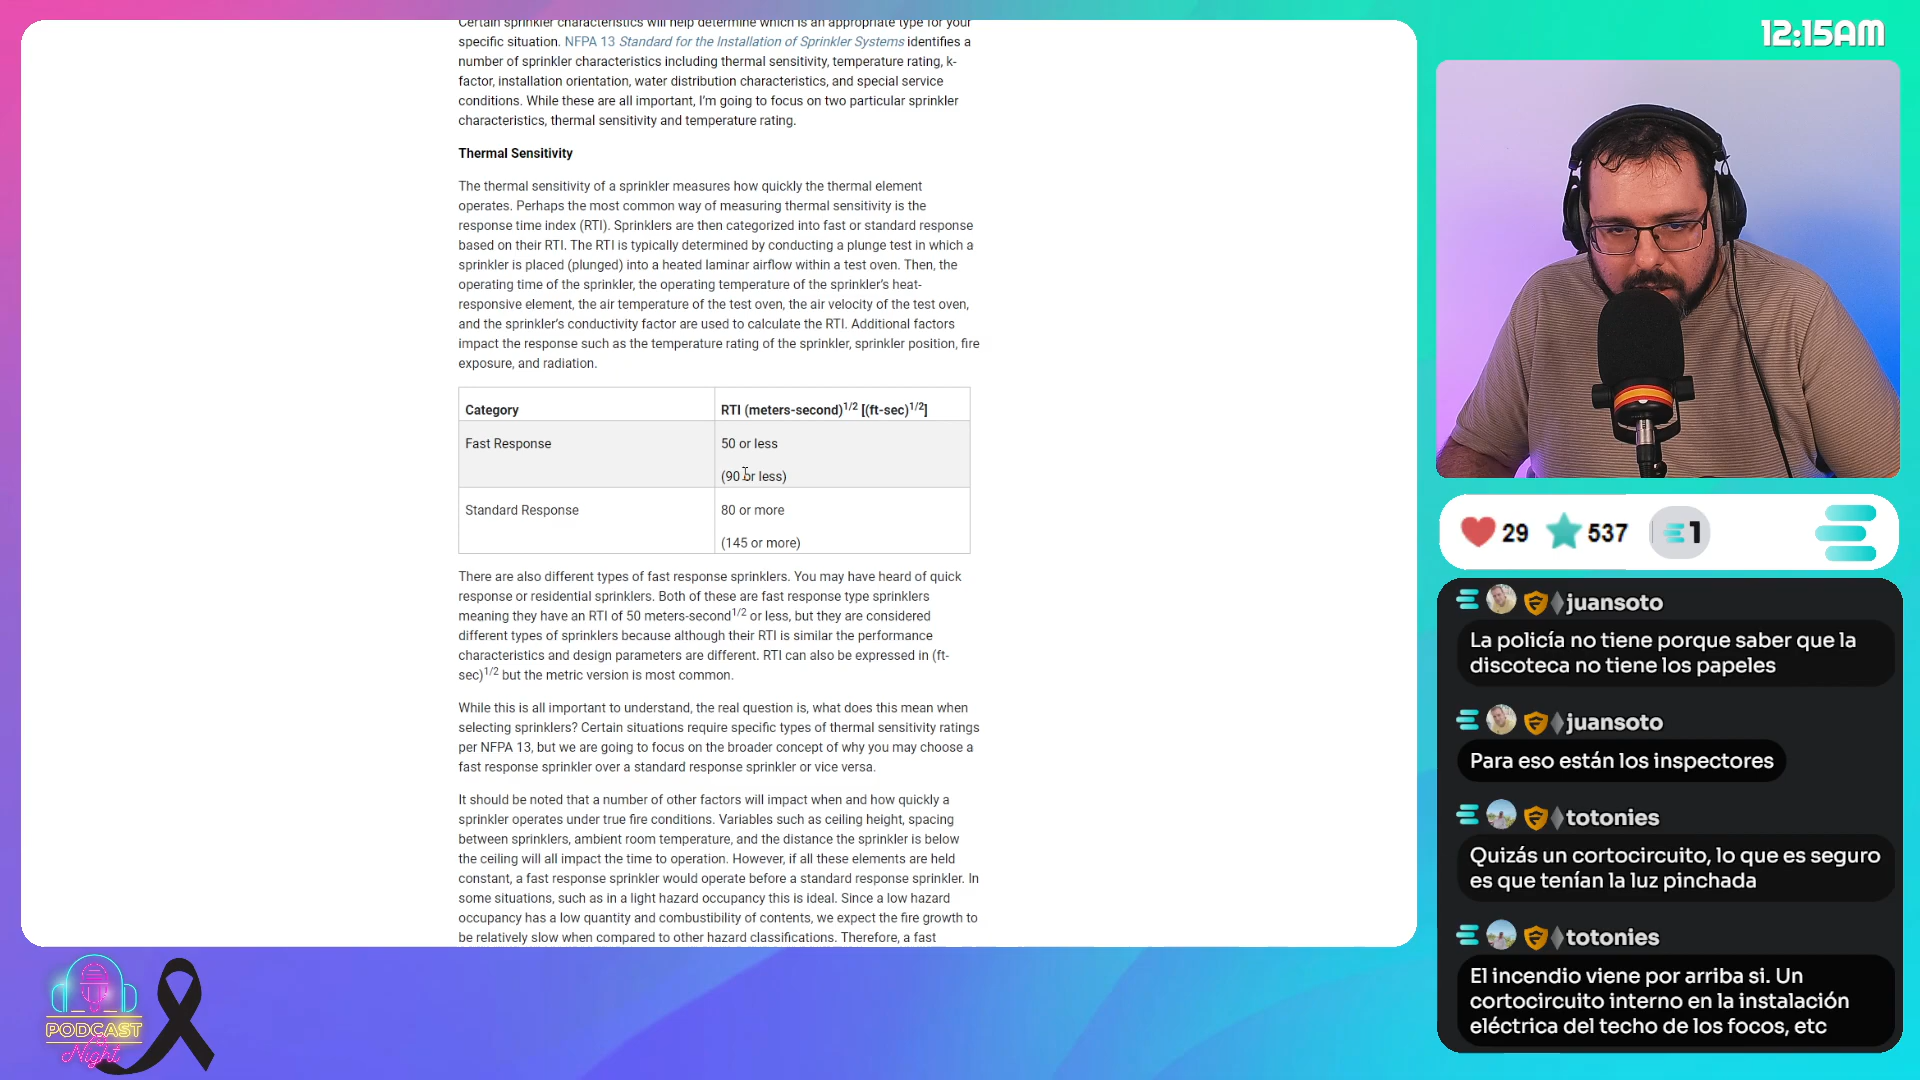 Certain sprinkler characteristics will help determine which is an appropriate type for your
specific situation. NFPA 13 Standard for the Installation of Sprinkler Systems identifies a
number of sprinkler characteristics including thermal sensitivity, temperature rating, k-
factor, installation orientation, water distribution characteristics, and special service
conditions. While these are all important, I'm going to focus on two particular sprinkler
characteristics, thermal sensitivity and temperature rating.
Thermal Sensitivity
The thermal sensitivity of a sprinkler measures how quickly the thermal element
operates. Perhaps the most common way of measuring thermal sensitivity is the
response time index (RTI). Sprinklers are then categorized into fast or standard response
based on their RTI. The RTI is typically determined by conducting a plunge test in which a
sprinkler is placed (plunged) into a heated laminar airflow within a test oven. Then, the
operating time of the sprinkler, the operating temperature of the sprinkler's heat-
responsive element, the air temperature of the test oven, the air velocity of the test oven,
and the sprinkler's conductivity factor are used to calculate the RTI. Additional factors
impact the response such as the temperature rating of the sprinkler, sprinkler position, fire
exposure, and radiation.
Category RTI (meters-second)1/2 [(ft-sec)1/2]
Fast Response 50 or less
(90 or less)
Standard Response 80 or more
(145 or more)
There are also different types of fast response sprinklers. You may have heard of quick
response or residential sprinklers. Both of these are fast response type sprinklers
meaning they have an RTI of 50 meters-second1/2 or less, but they are considered
different types of sprinklers because although their RTI is similar the performance
characteristics and design parameters are different. RTI can also be expressed in (ft-
sec)1/2 but the metric version is most common.
While this is all important to understand, the real question is, what does this mean when
selecting sprinklers? Certain situations require specific types of thermal sensitivity ratings
per NFPA 13, but we are going to focus on the broader concept of why you may choose a
fast response sprinkler over a standard response sprinkler or vice versa.
It should be noted that a number of other factors will impact when and how quickly a
sprinkler operates under true fire conditions. Variables such as ceiling height, spacing
between sprinklers, ambient room temperature, and the distance the sprinkler is below
the ceiling will all impact the time to operation. However, if all these elements are held
constant, a fast response sprinkler would operate before a standard response sprinkler. In
some situations, such as in a light hazard occupancy this is ideal. Since a low hazard
occupancy has a low quantity and combustibility of contents, we expect the fire growth to
be relatively slow when compared to other hazard classifications. Therefore, a fast
12:15AM
29 537 1
juansoto
La policía no tiene porque saber que la
discoteca no tiene los papeles
juansoto
Para eso están los inspectores
totonies
Quizás un cortocircuito, lo que es seguro
es que tenían la luz pinchada
totonies
El incendio viene por arriba si. Un
cortocircuito interno en la instalación
eléctrica del techo de los focos, etc
PODCAST
Night